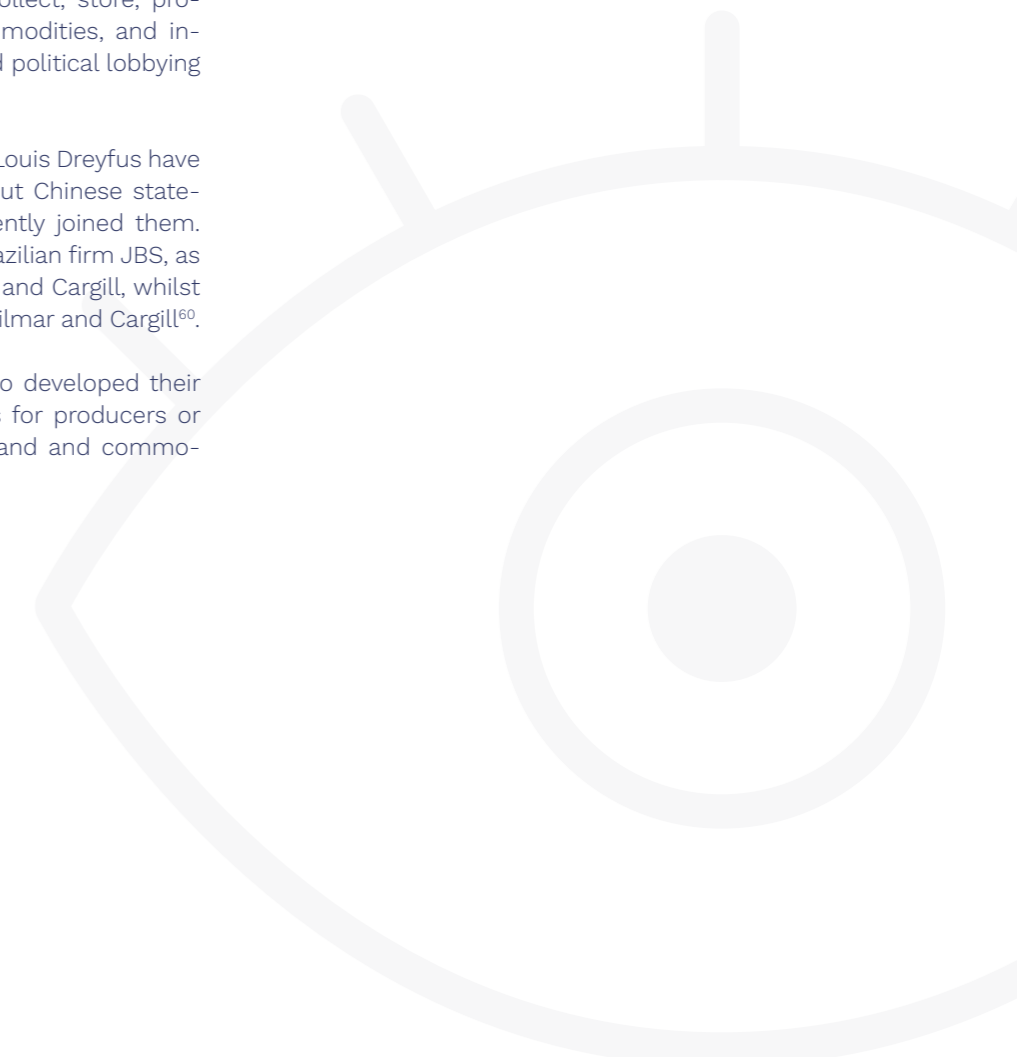 ollect, store, pro-
modities, and in-
political lobbying
Louis Dreyfus have
ut Chinese state-
ently joined them.
azilian firm JBS, as
and Cargill, whilst
ilmar and Cargill60.
o developed their
for producers or
and and commo-